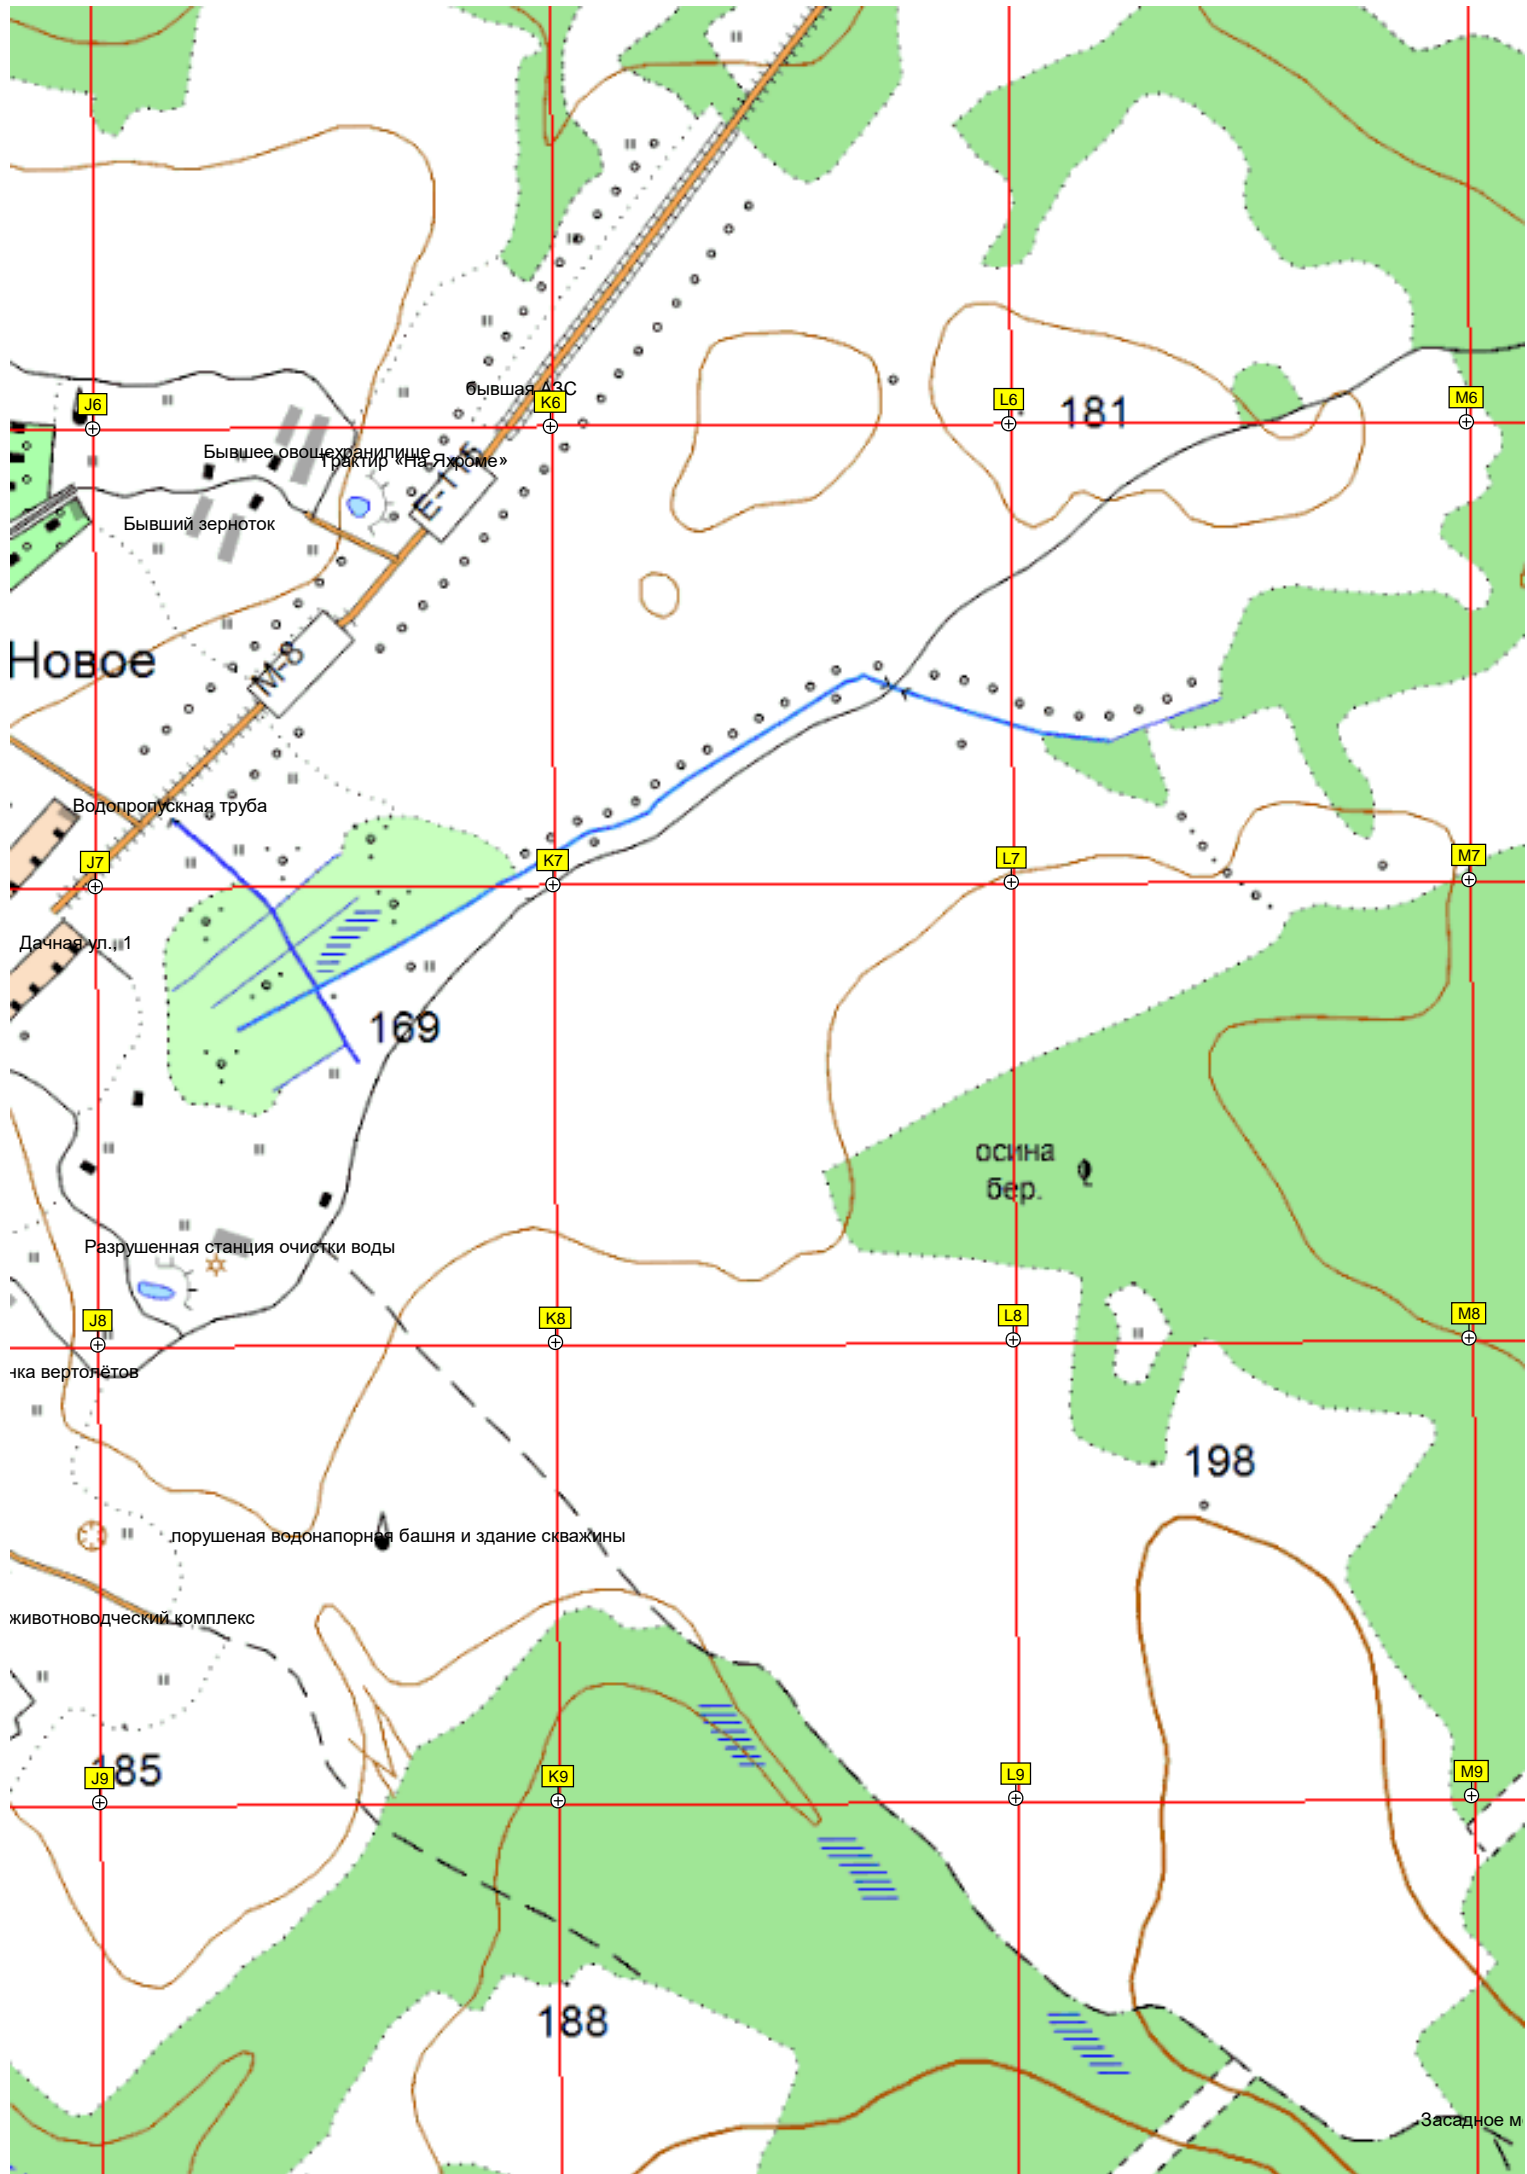 бывшая АЗС
J6
K6
L6
M6
181
Бывшее овощехранилище
Трактир «На Яхроме»
E-115
Бывший зерноток
Новое
М-8
Водопропускная труба
J7
K7
L7
M7
Дачная ул., 1
169
осина
бер.
Разрушенная станция очистки воды
J8
K8
L8
M8
нка вертолётов
198
порушеная водонапорная башня и здание скважины
животноводческий комплекс
185
J9
K9
L9
M9
188
Засадное м